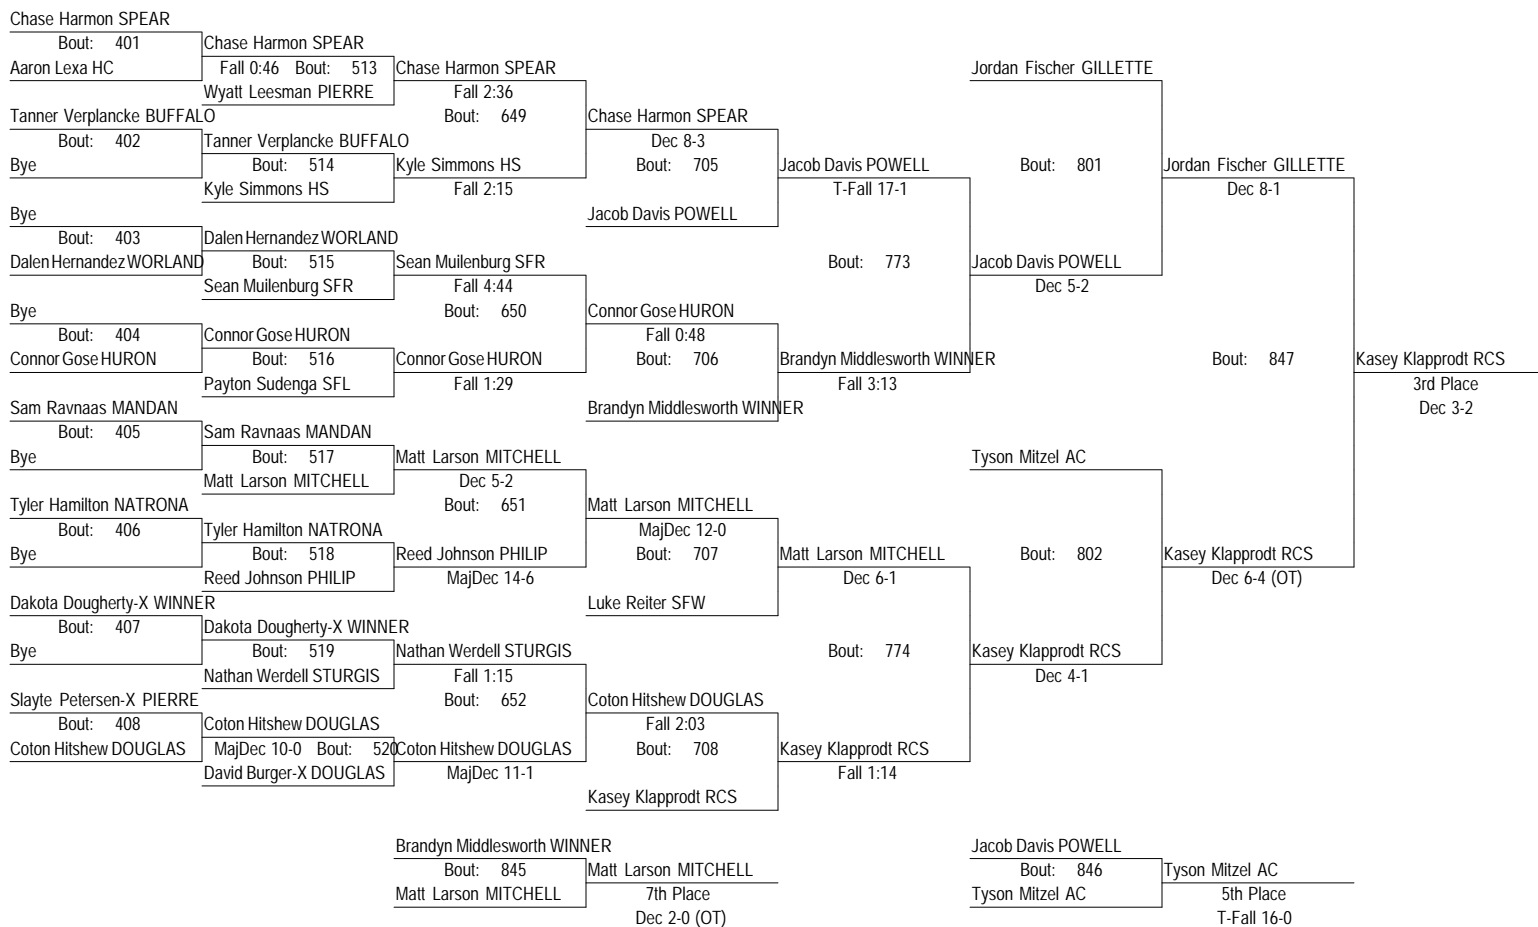 Chase Harmon SPEAR
Bout: 401 Chase Harmon SPEAR
Aaron Lexa HC Fall 0:46 Bout: 513 Chase Harmon SPEAR Jordan Fischer GILLETTE
Wyatt Leesman PIERRE Fall 2:36
Tanner Verplancke BUFFALO Bout: 649 Chase Harmon SPEAR
Bout: 402 Tanner Verplancke BUFFALO Dec 8-3
Bye Bout: 514 Kyle Simmons HS Bout: 705 Jacob Davis POWELL Bout: 801 Jordan Fischer GILLETTE
Kyle Simmons HS Fall 2:15 T-Fall 17-1 Dec 8-1
Bye Jacob Davis POWELL
Bout: 403 Dalen Hernandez WORLAND
Dalen Hernandez WORLAND Bout: 515 Sean Muilenburg SFR Bout: 773 Jacob Davis POWELL
Sean Muilenburg SFR Fall 4:44 Dec 5-2
Bye Bout: 650 Connor Gose HURON
Bout: 404 Connor Gose HURON Fall 0:48
Connor Gose HURON Bout: 516 Connor Gose HURON Bout: 706 Brandyn Middlesworth WINNER Bout: 847 Kasey Klapprodt RCS
Payton Sudenga SFL Fall 1:29 Fall 3:13 3rd Place
Sam Ravnaas MANDAN Brandyn Middlesworth WINNER Dec 3-2
Bout: 405 Sam Ravnaas MANDAN
Bye Bout: 517 Matt Larson MITCHELL Tyson Mitzel AC
Matt Larson MITCHELL Dec 5-2
Tyler Hamilton NATRONA Bout: 651 Matt Larson MITCHELL
Bout: 406 Tyler Hamilton NATRONA MajDec 12-0
Bye Bout: 518 Reed Johnson PHILIP Bout: 707 Matt Larson MITCHELL Bout: 802 Kasey Klapprodt RCS
Reed Johnson PHILIP MajDec 14-6 Dec 6-1 Dec 6-4 (OT)
Dakota Dougherty-X WINNER Luke Reiter SFW
Bout: 407 Dakota Dougherty-X WINNER
Bye Bout: 519 Nathan Werdell STURGIS Bout: 774 Kasey Klapprodt RCS
Nathan Werdell STURGIS Fall 1:15 Dec 4-1
Slayte Petersen-X PIERRE Bout: 652 Coton Hitshew DOUGLAS
Bout: 408 Coton Hitshew DOUGLAS Fall 2:03
Coton Hitshew DOUGLAS MajDec 10-0 Bout: 520 Coton Hitshew DOUGLAS Bout: 708 Kasey Klapprodt RCS
David Burger-X DOUGLAS MajDec 11-1 Fall 1:14
Kasey Klapprodt RCS
Brandyn Middlesworth WINNER Jacob Davis POWELL
Bout: 845 Matt Larson MITCHELL Bout: 846 Tyson Mitzel AC
Matt Larson MITCHELL 7th Place Tyson Mitzel AC 5th Place
Dec 2-0 (OT) T-Fall 16-0